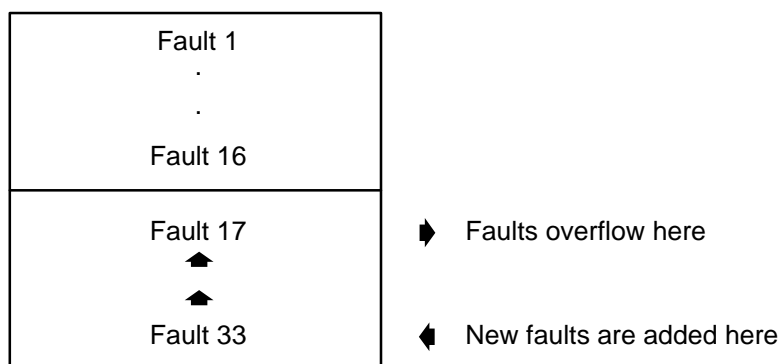 Fault 1
.
.
Fault 16
Fault 17
Faults overflow here
Fault 33
New faults are added here